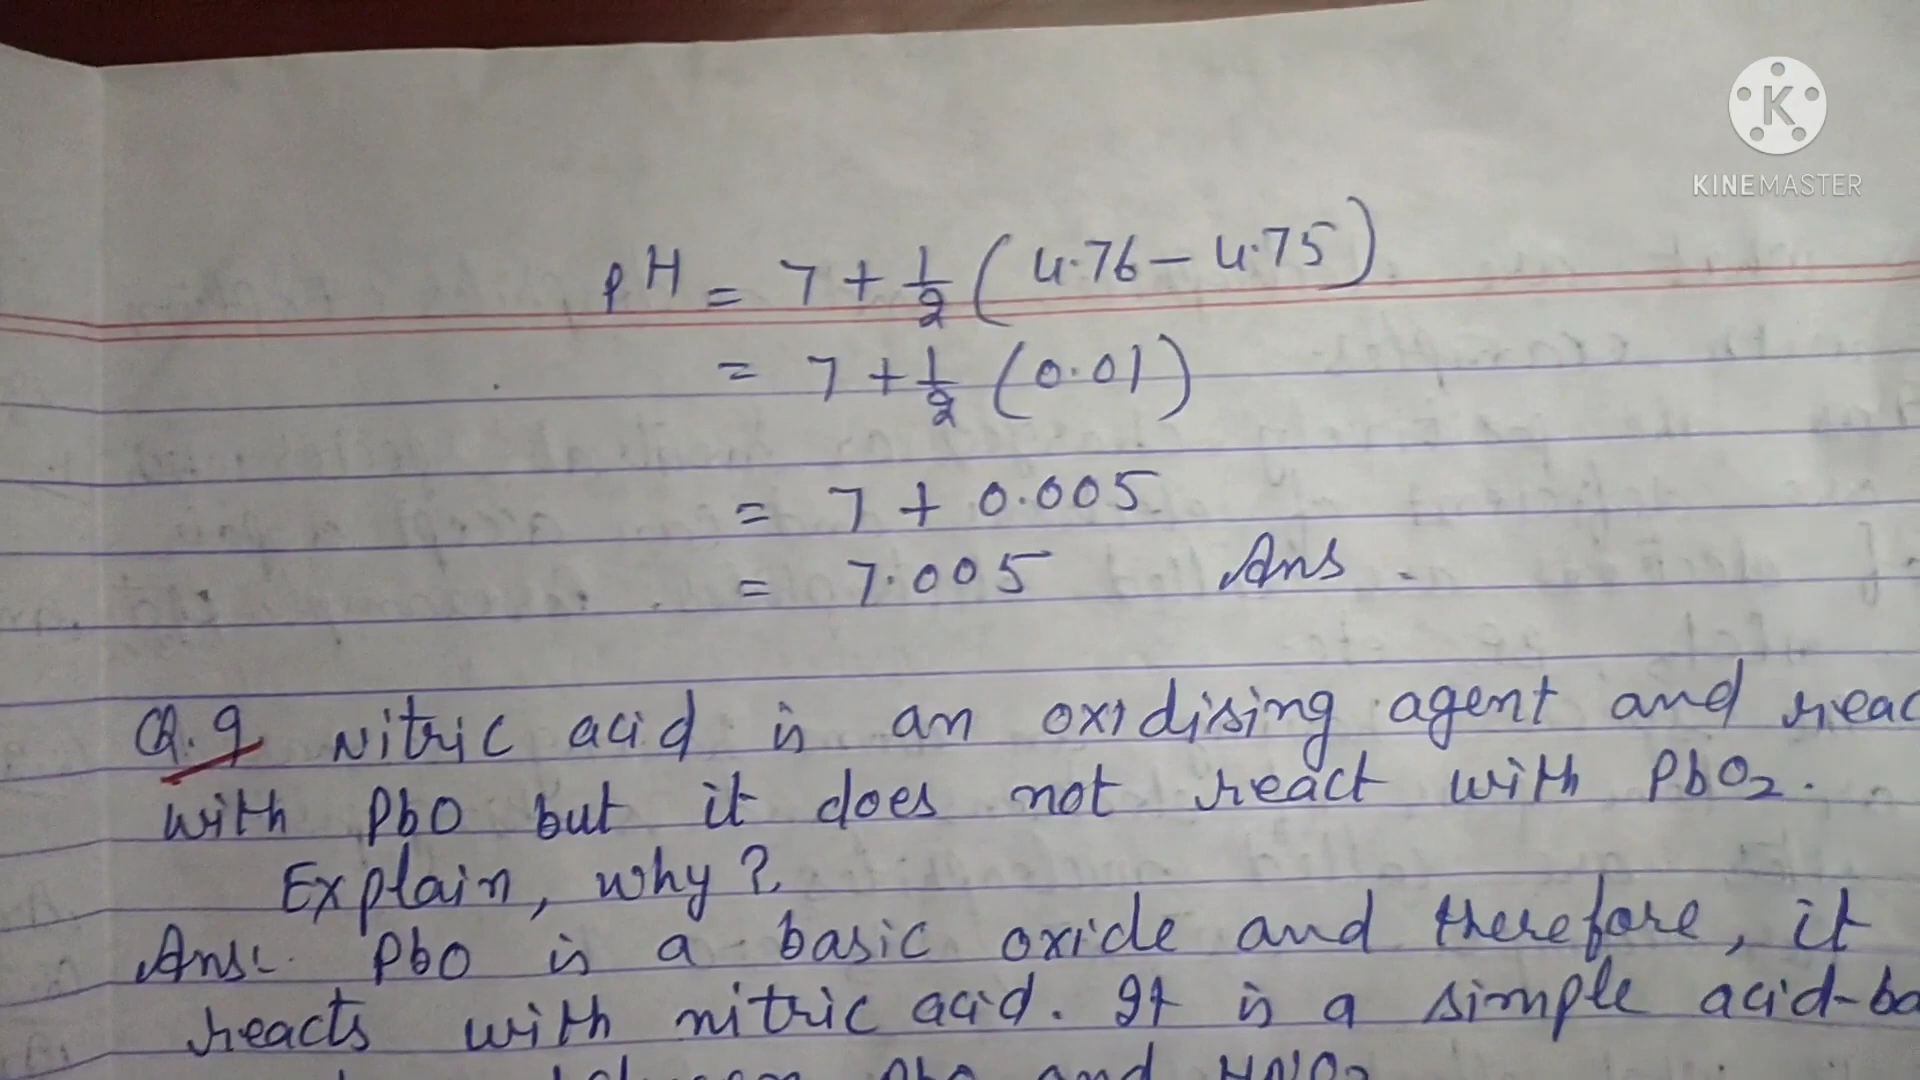 K
KINEMASTER
pH = 7 + 1/2 (4.76 - 4.75)
= 7 + 1/2 (0.01)
= 7 + 0.005
= 7.005 Ans.
Q.9 Nitric acid is an oxidising agent and reac
with PbO but it does not react with PbO2.
Explain, why?
Ans:- PbO is a basic oxide and therefore, it
reacts with nitric acid. It is a simple acid-ba
PbO and HNO3